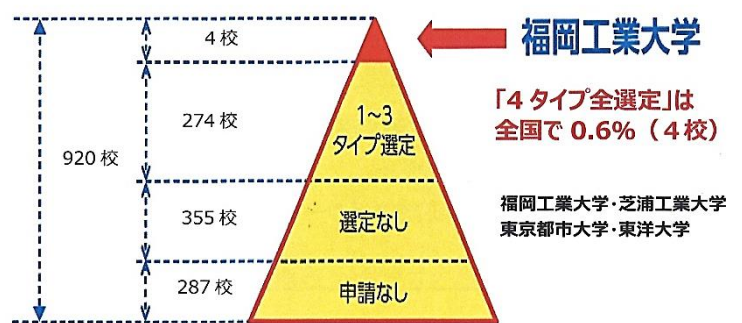 4校
福岡工業大学
「4タイプ全選定」は
全国で0.6%（4校）
274校
1~3
タイプ選定
920校
355校
選定なし
福岡工業大学・芝浦工業大学
東京都市大学・東洋大学
287校
申請なし